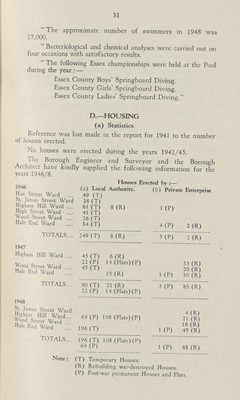 31
" The approximate number of swimmers in 1948 was
27,000.
" Bacteriological and chemical analyses were carried out on
four occasions with satisfactory results.
" The following Essex championships were held at the Pool
during the year :—
Essex County Boys' Springboard Diving.
Essex County Girls' Springboard Diving.
Essex County Ladies' Springboard Diving."
D.—HOUSING
(a) Statistics
Reference was last made in the report for 1941 to the number
of houses erected.
No houses were erected during the years 1942/45.
The Borough Engineer and Surveyor and the Borough
Architect have kindly supplied the following information for the
years 1946/8.
Houses Erected by :—
1946 (a) Local Authority. (b) Private Enterprise
Hoe Street Ward ... 49 (T)
St. James Street Ward 38 (T)
Higham Hill Ward ... 61 (T) 8 (R) 1 (P)
High Street Ward ... 41 (T)
Wood Street Ward ... 26 (T)
Hale End Ward ... 34 (T) 4 (P) 2 (R)
TOTALS... 249 (T) 8 (R) 5 (P) 2 (R)
1947
Higham Hill Ward ... 45 (T) 6 (R)
22 (P) 14 (Flats) (P) 33 (R)
Wood Street Ward ... 45 (T) 20 (R)
Hale End Ward 15 (R) 3 (P) 30 (R)
TOTALS... 90 (T) 21 (R) 3 (P) 83 (R)
22 (P) 14 (Flats) (P)
1948
St. James Street Ward 4 (R)
Higham Hill Ward... 64 (P) 108 (Flats) (P) 21 (R)
Wood Street Ward... 18 (R)
Hale End Ward ... 196 (T) 1 (P) 45 (R)
TOTALS... 196 (T) 108 (Flats) (P)
64 (P) 1 (P) 88 (R)
Note : (T) Temporary Houses.
(R) Rebuilding war-destroyed Houses.
(P) Post-war permanent Houses and Flats.